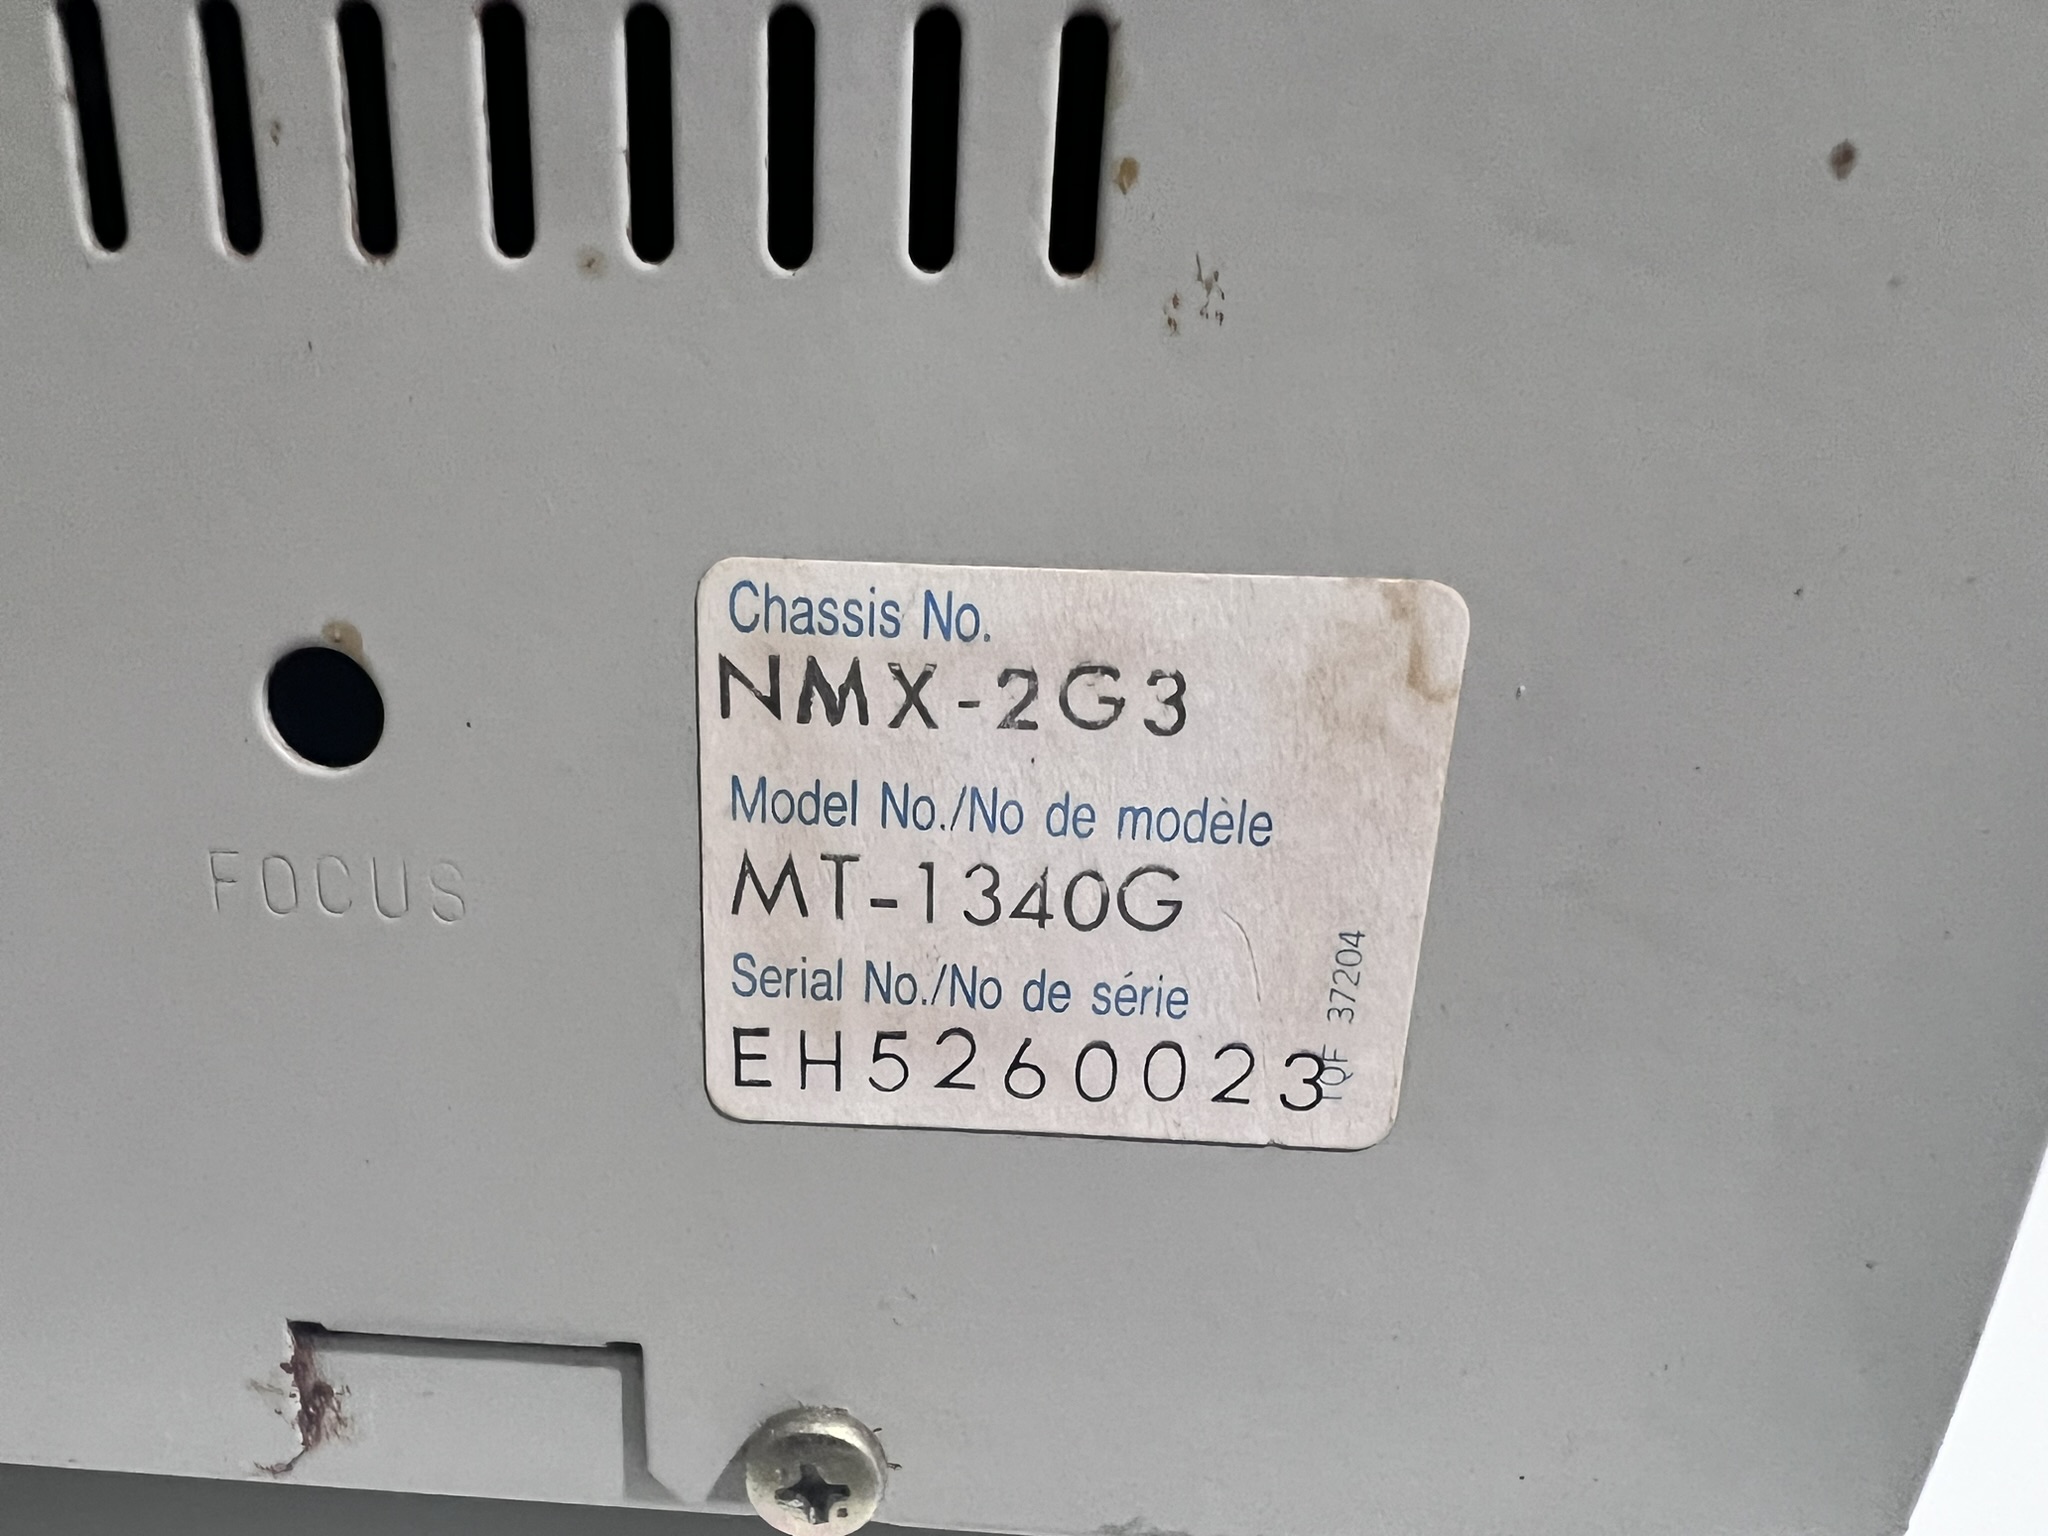 Chassis No.
NMX-2G3
Model No./No de modèle
MT-1340G
Serial No./No de série
EH5260023
TQF 37204
FOCUS